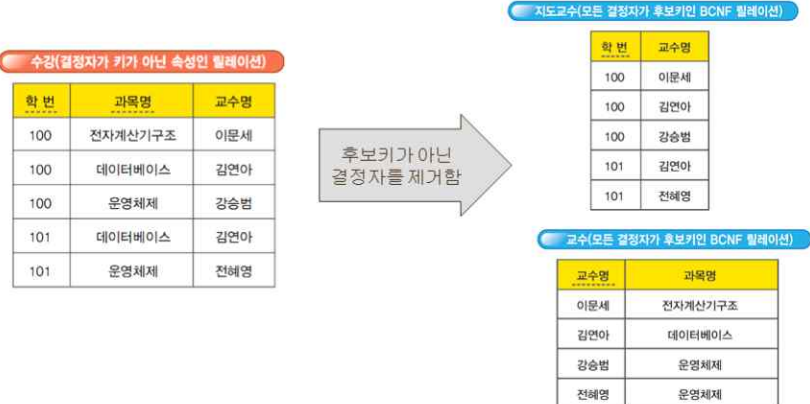 수강(결정자가 키가 아닌 속성인 릴레이션)
학 번 과목명 교수명
100 전자계산기구조 이문세
100 데이터베이스 김연아
100 운영체제 강승범
101 데이터베이스 김연아
101 운영체제 전혜영
후보키가 아닌
결정자를 제거함
지도교수(모든 결정자가 후보키인 BCNF 릴레이션)
학 번 교수명
100 이문세
100 김연아
100 강승범
101 김연아
101 전혜영
교수(모든 결정자가 후보키인 BCNF 릴레이션)
교수명 과목명
이문세 전자계산기구조
김연아 데이터베이스
강승범 운영체제
전혜영 운영체제